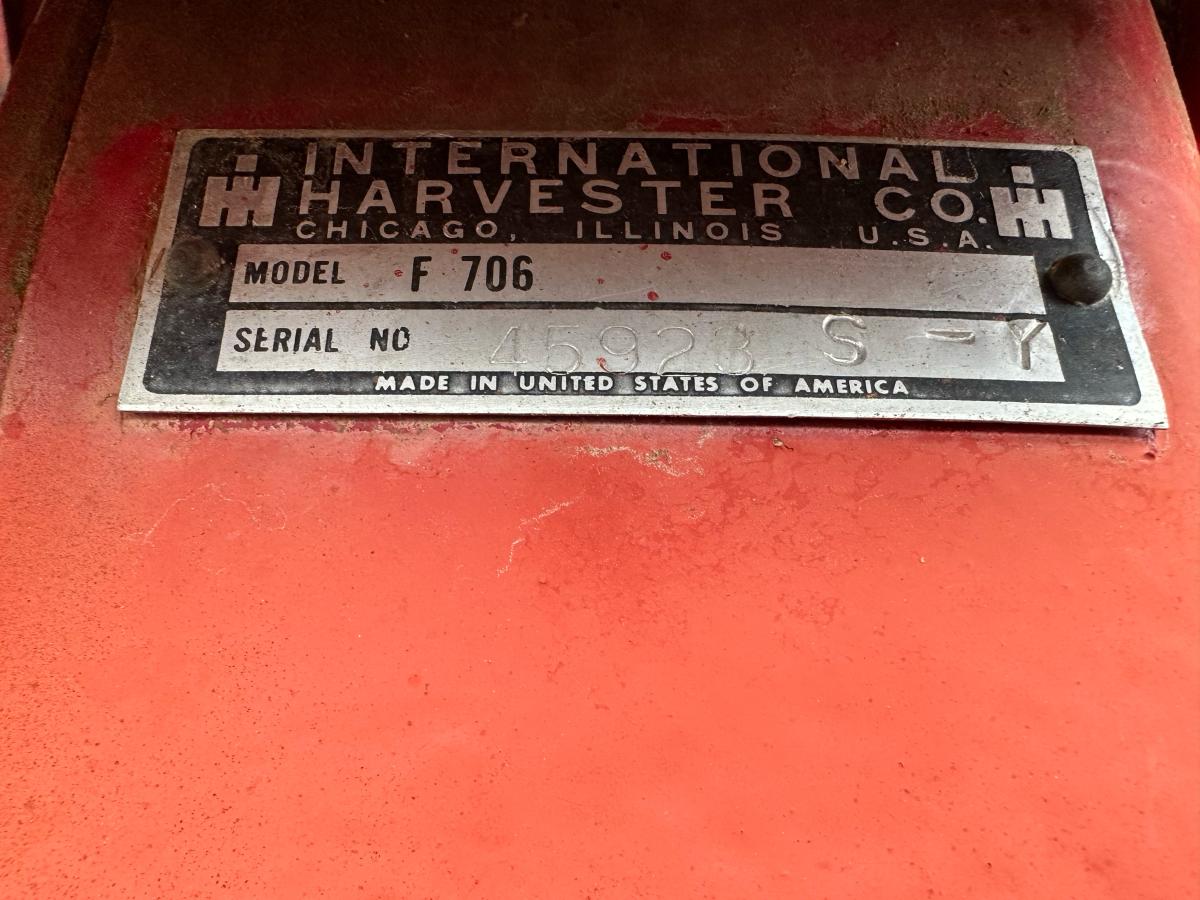 INTERNATIONAL
HARVESTER CO.
CHICAGO, ILLINOIS U.S.A.
MODEL F 706
SERIAL NO 45923 S - Y
MADE IN UNITED STATES OF AMERICA